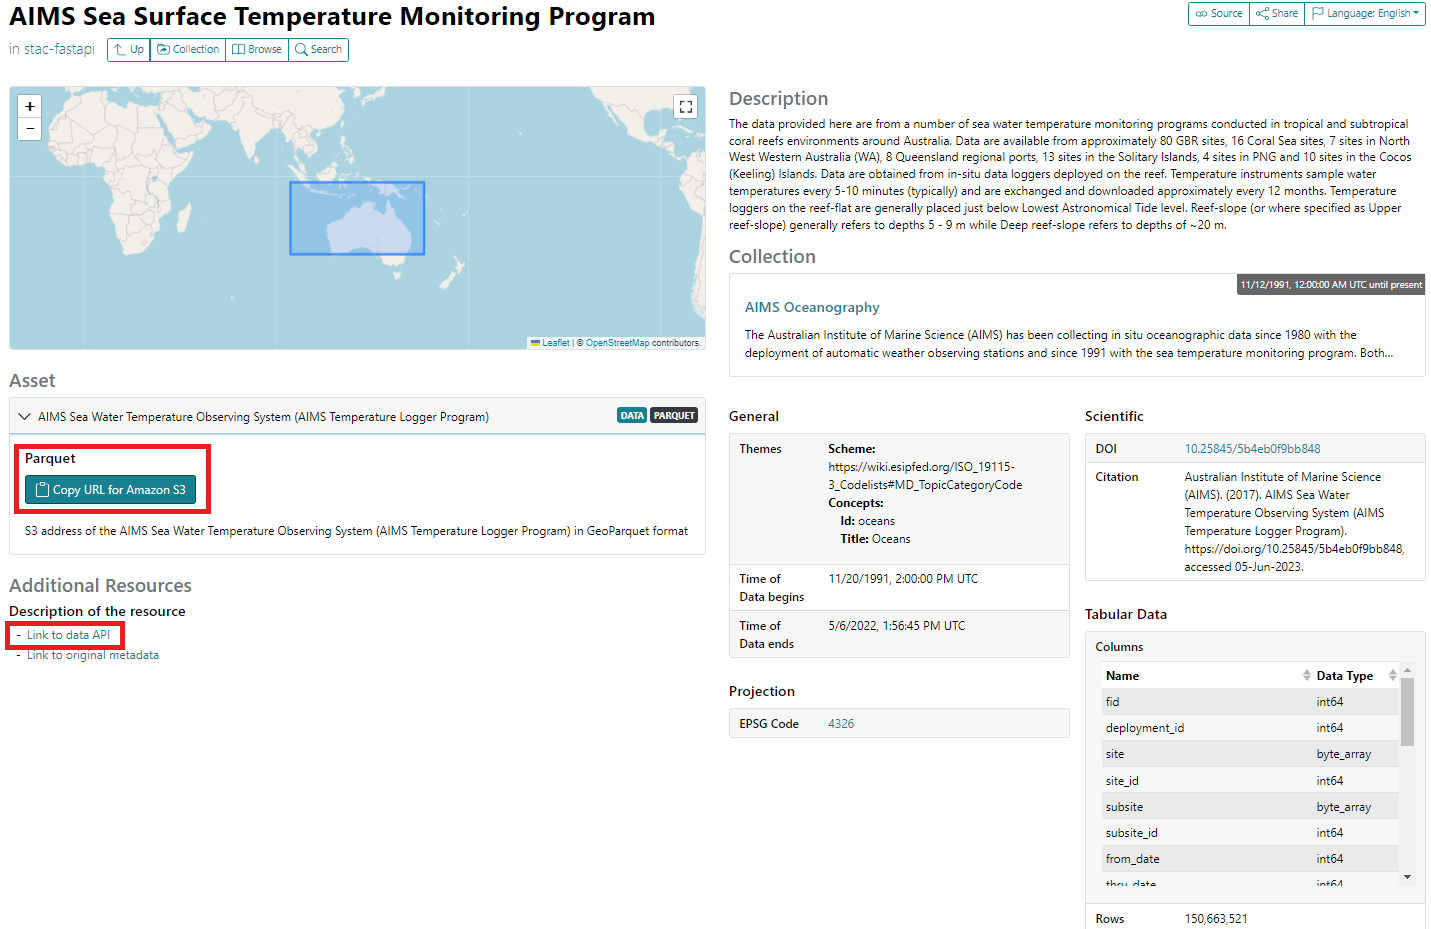 AIMS Sea Surface Temperature Monitoring Program
Source
Share
Language: English
in stac-fastapi
Up
Collection
Browse
Search
+
−
Leaflet | © OpenStreetMap contributors.
Asset
AIMS Sea Water Temperature Observing System (AIMS Temperature Logger Program)
DATA
PARQUET
Parquet
Copy URL for Amazon S3
S3 address of the AIMS Sea Water Temperature Observing System (AIMS Temperature Logger Program) in GeoParquet format
Additional Resources
Description of the resource
- Link to data API
- Link to original metadata
Description
The data provided here are from a number of sea water temperature monitoring programs conducted in tropical and subtropical
coral reefs environments around Australia. Data are available from approximately 80 GBR sites, 16 Coral Sea sites, 7 sites in North
West Western Australia (WA), 8 Queensland regional ports, 13 sites in the Solitary Islands, 4 sites in PNG and 10 sites in the Cocos
(Keeling) Islands. Data are obtained from in-situ data loggers deployed on the reef. Temperature instruments sample water
temperatures every 5-10 minutes (typically) and are exchanged and downloaded approximately every 12 months. Temperature
loggers on the reef-flat are generally placed just below Lowest Astronomical Tide level. Reef-slope (or where specified as Upper
reef-slope) generally refers to depths 5 - 9 m while Deep reef-slope refers to depths of ~20 m.
Collection
11/12/1991, 12:00:00 AM UTC until present
AIMS Oceanography
The Australian Institute of Marine Science (AIMS) has been collecting in situ oceanographic data since 1980 with the
deployment of automatic weather observing stations and since 1991 with the sea temperature monitoring program. Both...
General
Themes
Scheme:
https://wiki.esipfed.org/ISO_19115-
3_Codelists#MD_TopicCategoryCode
Concepts:
Id: oceans
Title: Oceans
Time of
Data begins
11/20/1991, 2:00:00 PM UTC
Time of
Data ends
5/6/2022, 1:56:45 PM UTC
Projection
EPSG Code
4326
Scientific
DOI
10.25845/5b4eb0f9bb848
Citation
Australian Institute of Marine Science
(AIMS). (2017). AIMS Sea Water
Temperature Observing System (AIMS
Temperature Logger Program).
https://doi.org/10.25845/5b4eb0f9bb848,
accessed 05-Jun-2023.
Tabular Data
Columns
Name
Data Type
fid
int64
deployment_id
int64
site
byte_array
site_id
int64
subsite
byte_array
subsite_id
int64
from_date
int64
thru_date
int64
Rows
150,663,521